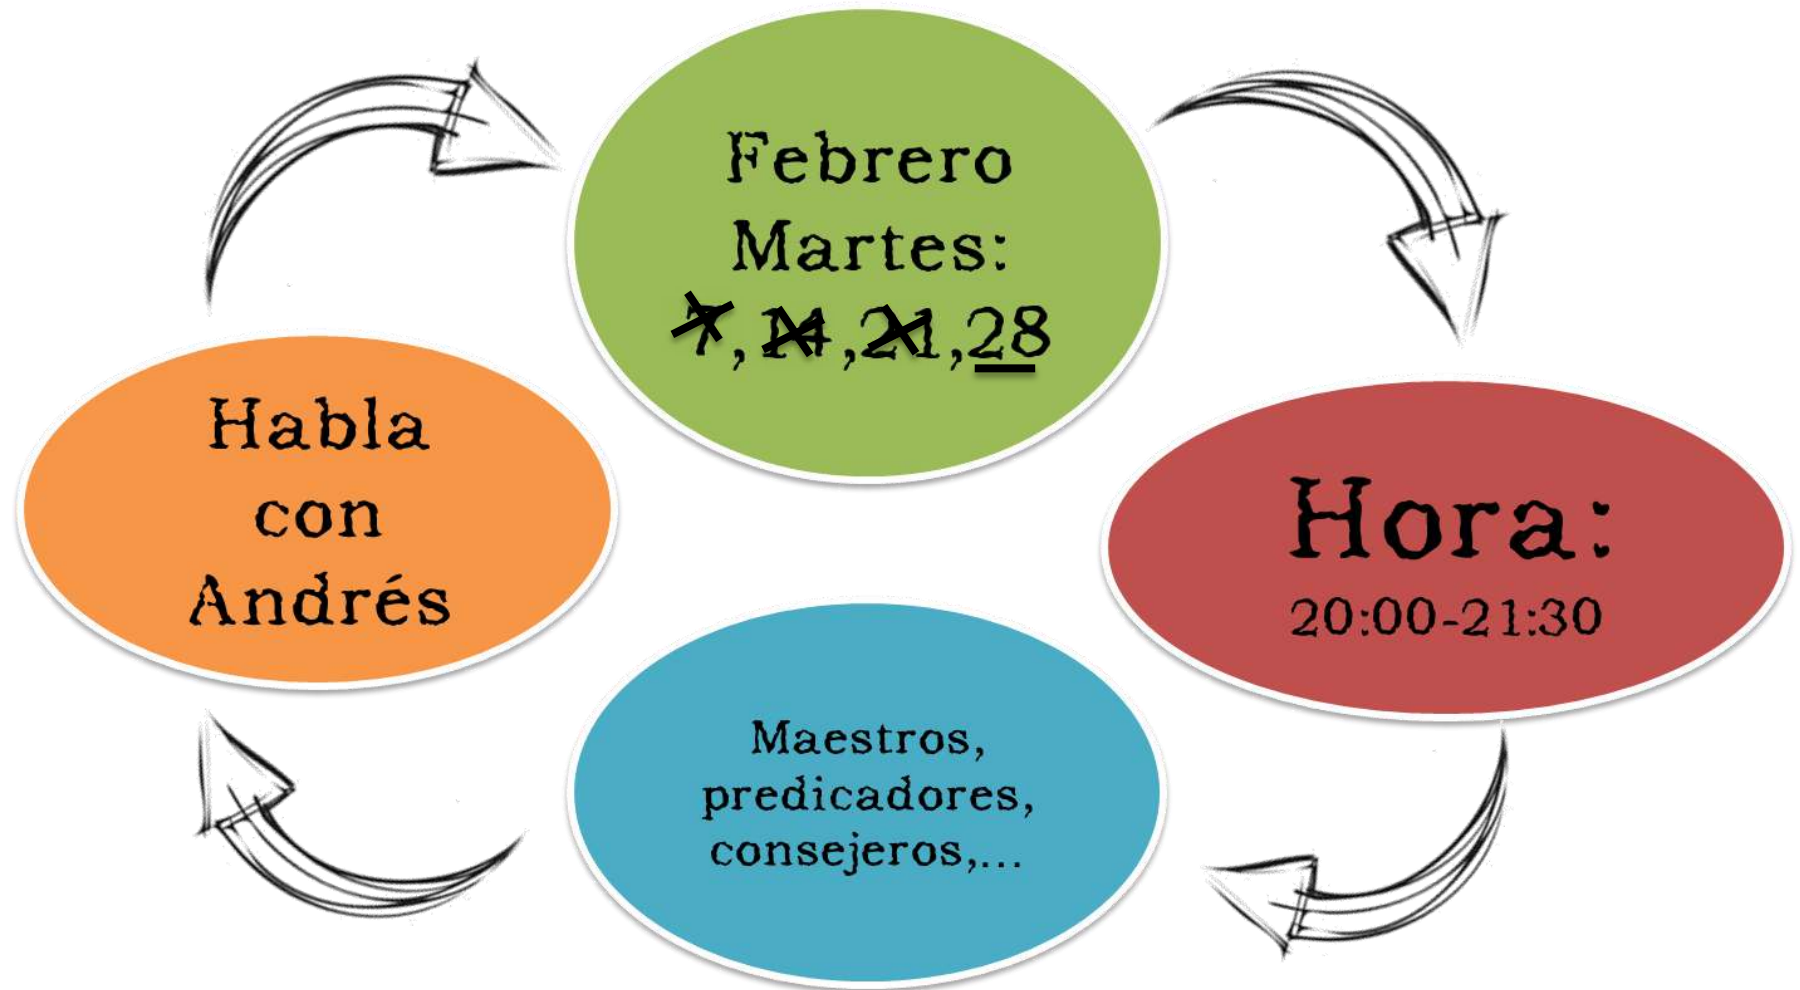 Febrero
Martes:
7,14,21,28
Habla
con
Andrés
Hora:
20:00-21:30
Maestros,
predicadores,
consejeros,...